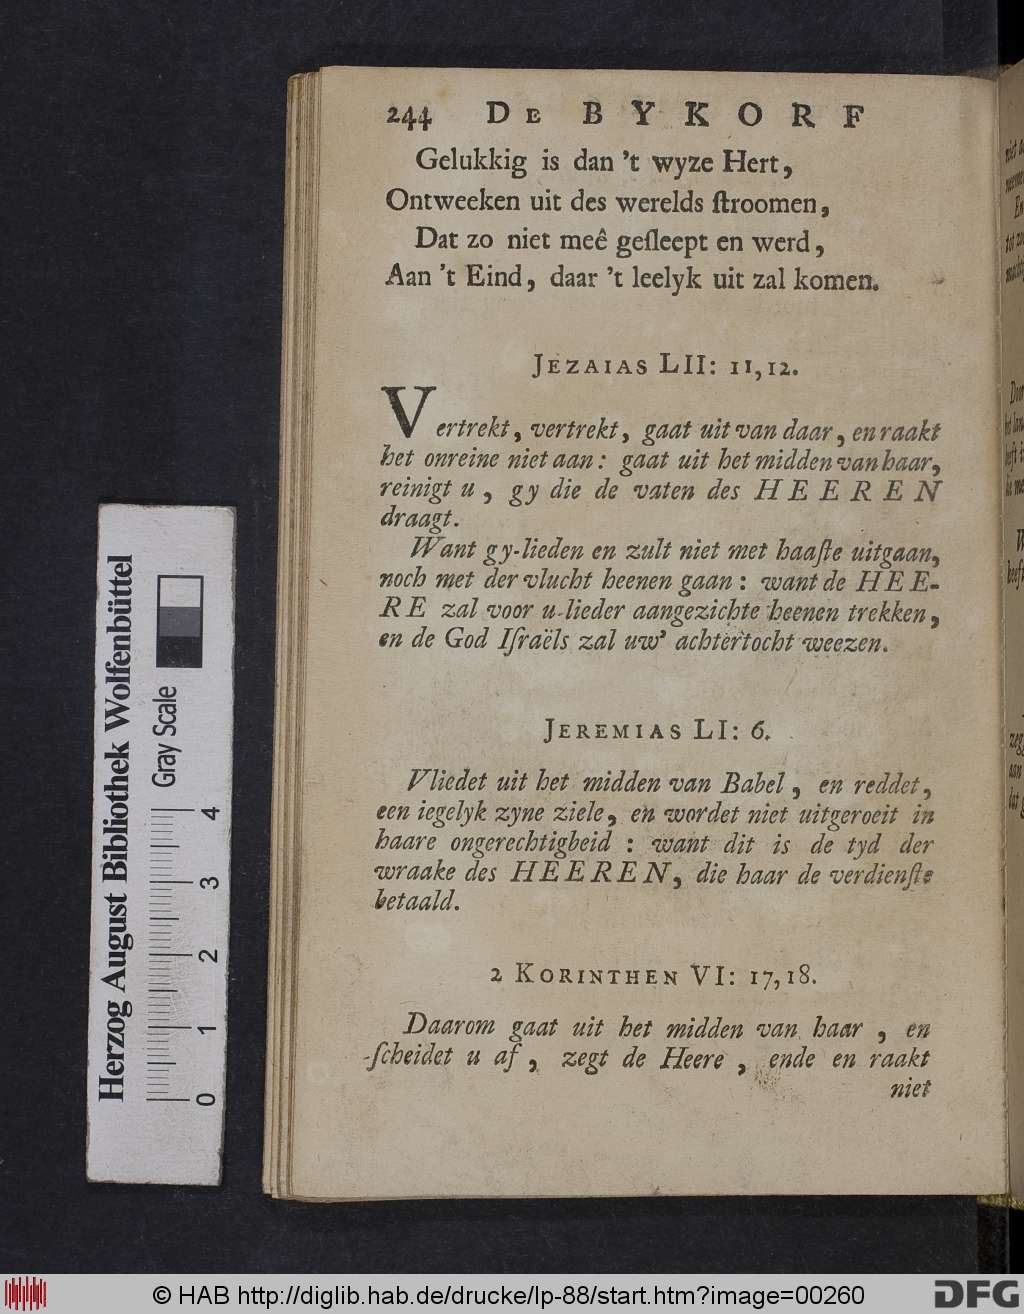 244 DE BYKORF
Gelukkig is dan 't wyze Hert,
Ontweeken uit des werelds ſtroomen,
Dat zo niet meê geſleept en werd,
Aan 't Eind, daar 't leelyk uit zal komen.
JEZAIAS LII: 11,12.
Vertrekt, vertrekt, gaat uit van daar, en raakt
het onreine niet aan: gaat uit het midden van haar,
reinigt u, gy die de vaten des HEEREN
draagt.
Want gy-lieden en zult niet met haaſte uitgaan,
noch met der vlucht heenen gaan: want de HEE-
RE zal voor u-lieder aangezichte heenen trekken,
en de God Iſraëls zal uw' achtertocht weezen.
JEREMIAS LI: 6.
Vliedet uit het midden van Babel, en reddet,
een iegelyk zyne ziele, en wordet niet uitgeroeit in
haare ongerechtigheid: want dit is de tyd der
wraake des HEEREN, die haar de verdienſte
betaald.
2 KORINTHEN VI: 17,18.
Daarom gaat uit het midden van haar, en
ſcheidet u af, zegt de Heere, ende en raakt
niet
Herzog August Bibliothek Wolfenbüttel
Gray Scale
0 1 2 3 4
© HAB http://diglib.hab.de/drucke/lp-88/start.htm?image=00260
DFG